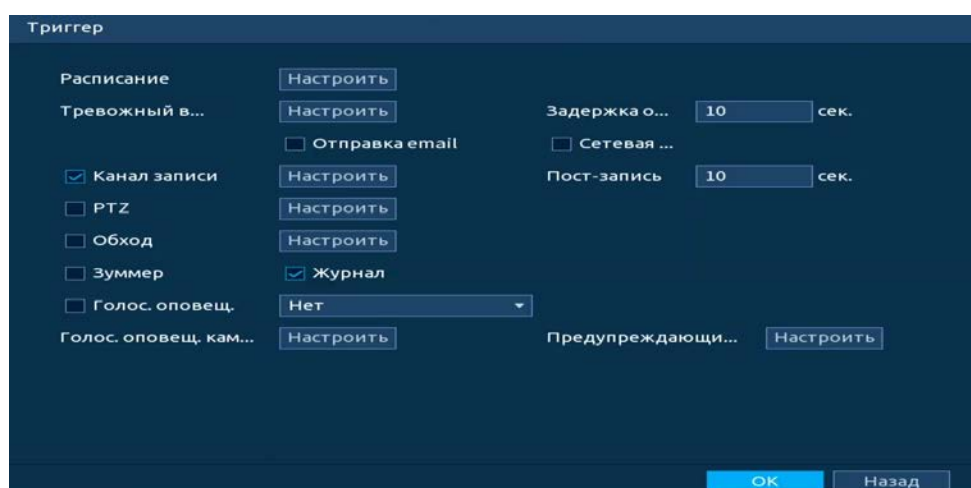 Триггер
Расписание Настроить
Тревожный в... Настроить Задержка о... 10 сек.
Отправка email Сетевая ...
Канал записи Настроить Пост-запись 10 сек.
PTZ Настроить
Обход Настроить
Зуммер Журнал
Голос. оповещ. Нет
Голос. оповещ. кам... Настроить Предупреждающи... Настроить
OK Назад